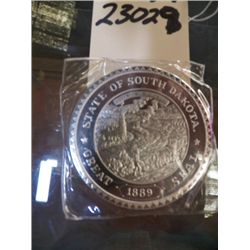 23029
STATE OF SOUTH DAKOTA.
GREAT SEAL
1889